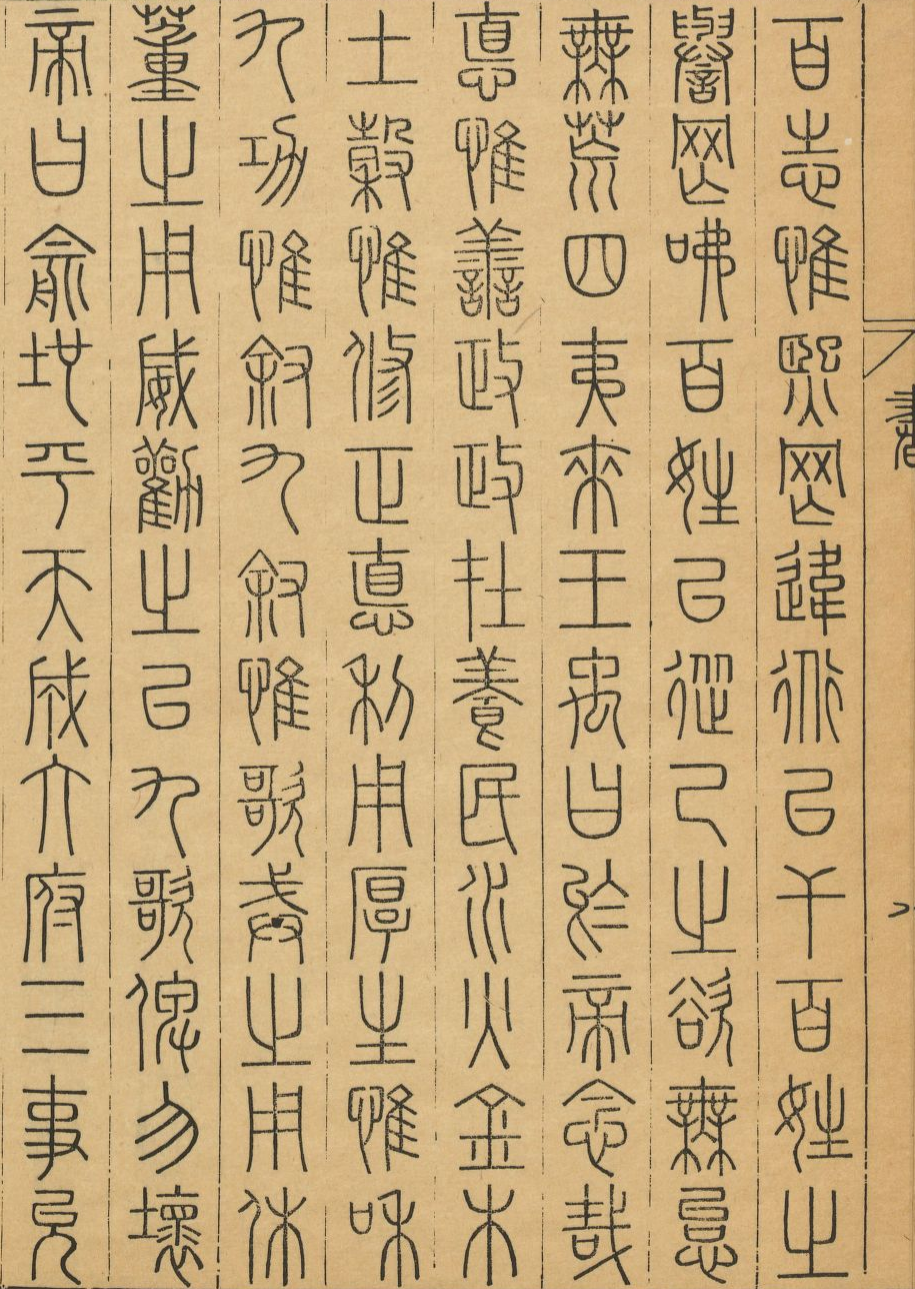 百志惟熙罔違道以干百姓之
譽罔咈百姓以從己之欲無怠
無荒四夷來王禹曰於帝念哉
悳惟善政政在養民水火金木
土穀惟修正悳利用厚生惟和
九功惟敘九敘惟歌戒之用休
董之用威勸之以九歌俾勿壞
帝曰俞地平天成六府三事允